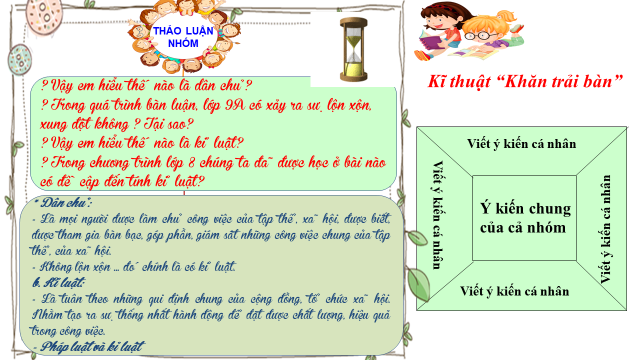 THẢO LUẬN
NHÓM
? Vậy em hiểu thế nào là dân chủ?
? Trong quá trình bàn luận, lớp 9A có xảy ra sự lộn xộn,
xung đột không ? Tại sao?
? Vậy em hiểu thế nào là kỉ luật?
? Trong chương trình lớp 8 chúng ta đã được học ở bài nào
có đề cập đến tính kỉ luật?
* Dân chủ:
- Là mọi người được làm chủ công việc của tập thể, xã hội, được biết,
được tham gia bàn bạc, góp phần, giám sát những công việc chung của tập
thể, của xã hội.
- Không lộn xộn ... đó chính là có kỉ luật.
b. Kỉ luật:
- Là tuân theo những qui định chung của cộng đồng, tổ chức xã hội.
Nhằm tạo ra sự thống nhất hành động để đạt được chất lượng, hiệu quả
trong công việc.
- Pháp luật và kỉ luật
Kĩ thuật “Khăn trải bàn”
Viết ý kiến cá nhân
Viết ý kiến cá nhân
Ý kiến chung
của cả nhóm
Viết ý kiến cá nhân
Viết ý kiến cá nhân